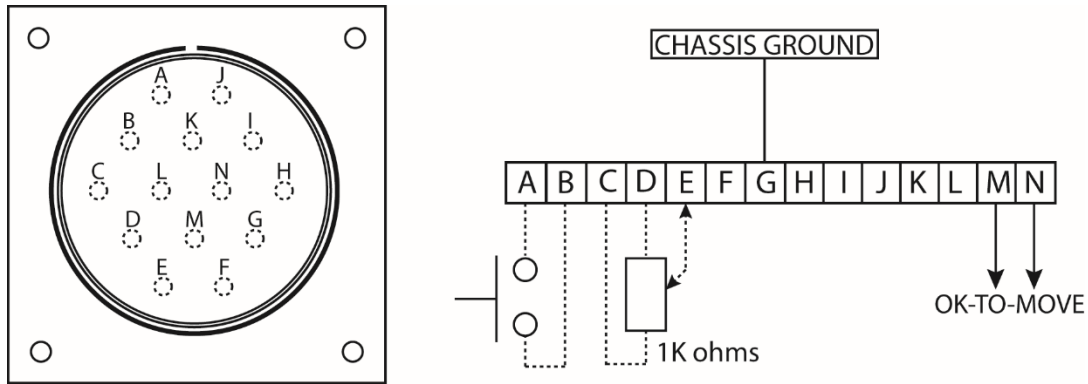 A J
B K I
C L N H
D M G
E F
CHASSIS GROUND
A B C D E F G H I J K L M N
OK-TO-MOVE
1K ohms